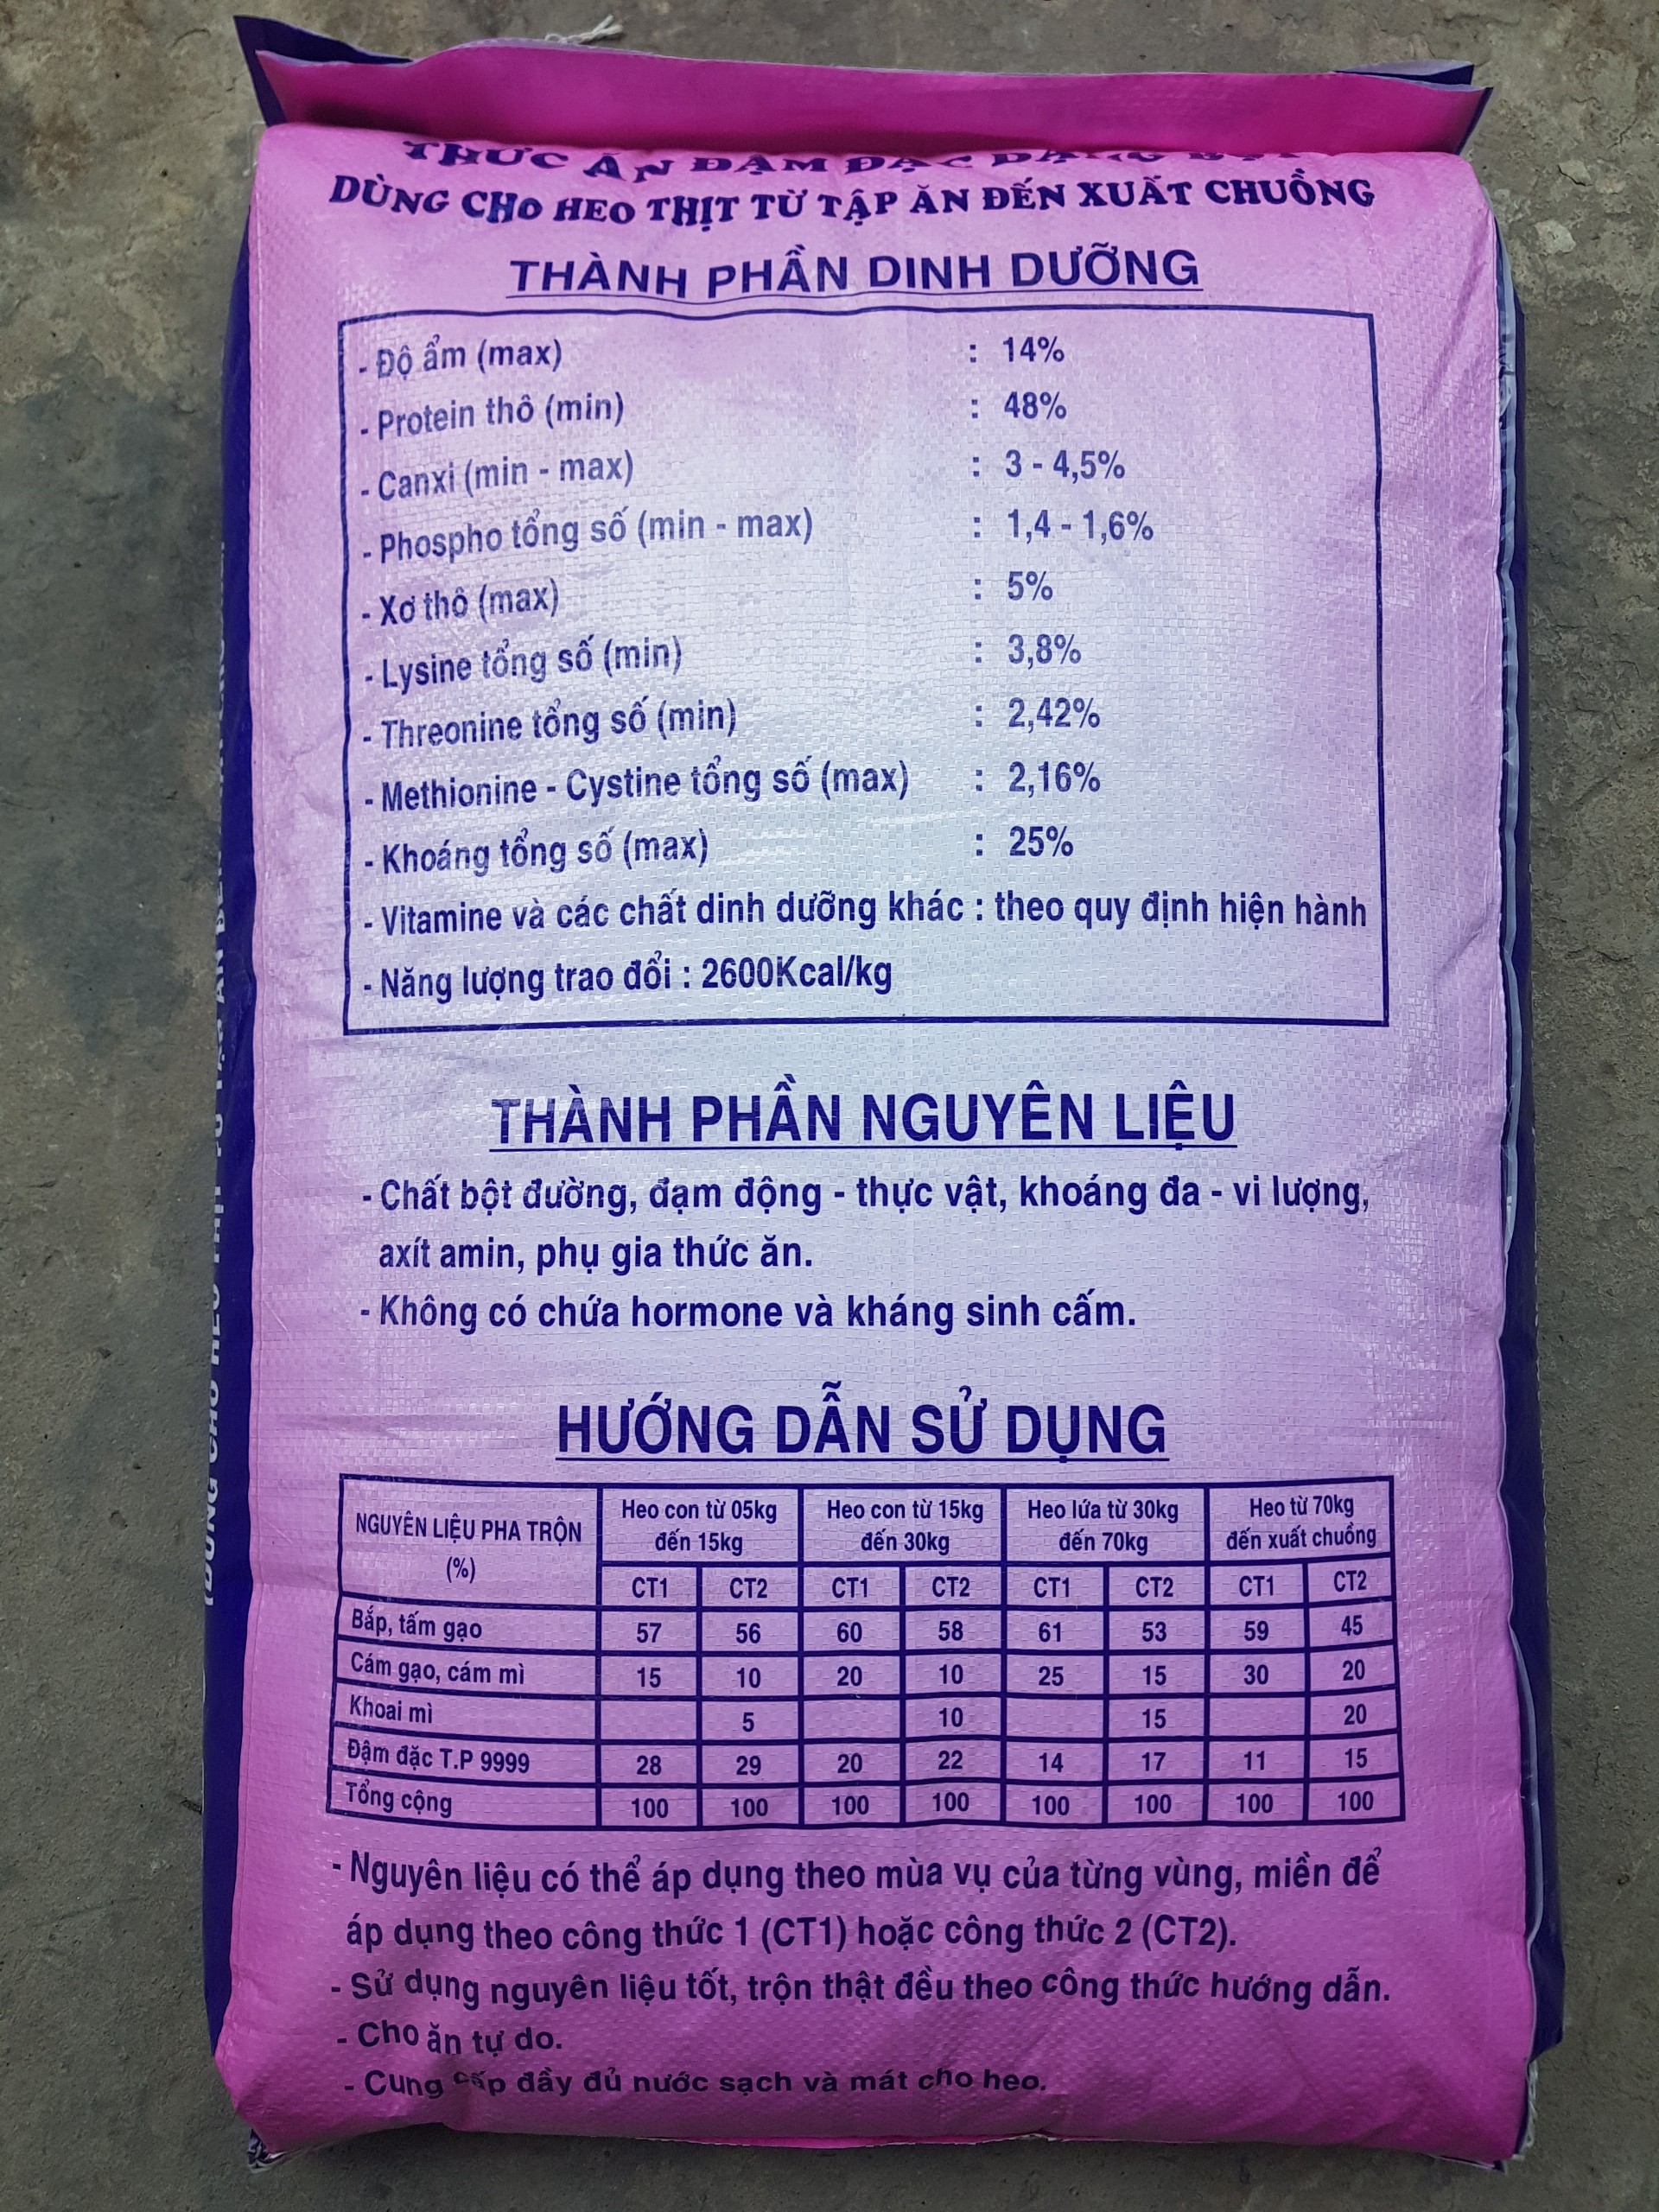 THỨC ĂN ĐẬM ĐẶC DẠNG BỘT
DÙNG CHO HEO THỊT TỪ TẬP ĂN ĐẾN XUẤT CHUỒNG
THÀNH PHẦN DINH DƯỠNG
- Độ ẩm (max) : 14%
- Protein thô (min) : 48%
- Canxi (min - max) : 3 - 4,5%
- Phospho tổng số (min - max) : 1,4 - 1,6%
- Xơ thô (max) : 5%
- Lysine tổng số (min) : 3,8%
- Threonine tổng số (min) : 2,42%
- Methionine - Cystine tổng số (max) : 2,16%
- Khoáng tổng số (max) : 25%
- Vitamine và các chất dinh dưỡng khác : theo quy định hiện hành
- Năng lượng trao đổi : 2600Kcal/kg
THÀNH PHẦN NGUYÊN LIỆU
- Chất bột đường, đạm động - thực vật, khoáng đa - vi lượng,
axít amin, phụ gia thức ăn.
- Không có chứa hormone và kháng sinh cấm.
HƯỚNG DẪN SỬ DỤNG
NGUYÊN LIỆU PHA TRỘN (%) Heo con từ 05kg đến 15kg Heo con từ 15kg đến 30kg Heo lứa từ 30kg đến 70kg Heo từ 70kg đến xuất chuồng
CT1 CT2 CT1 CT2 CT1 CT2 CT1 CT2
Bắp, tấm gạo 57 56 60 58 61 53 59 45
Cám gạo, cám mì 15 10 20 10 25 15 30 20
Khoai mì 5 10 15 20
Đậm đặc T.P 9999 28 29 20 22 14 17 11 15
Tổng cộng 100 100 100 100 100 100 100 100
- Nguyên liệu có thể áp dụng theo mùa vụ của từng vùng, miền để
áp dụng theo công thức 1 (CT1) hoặc công thức 2 (CT2).
- Sử dụng nguyên liệu tốt, trộn thật đều theo công thức hướng dẫn.
- Cho ăn tự do.
- Cung cấp đầy đủ nước sạch và mát cho heo.